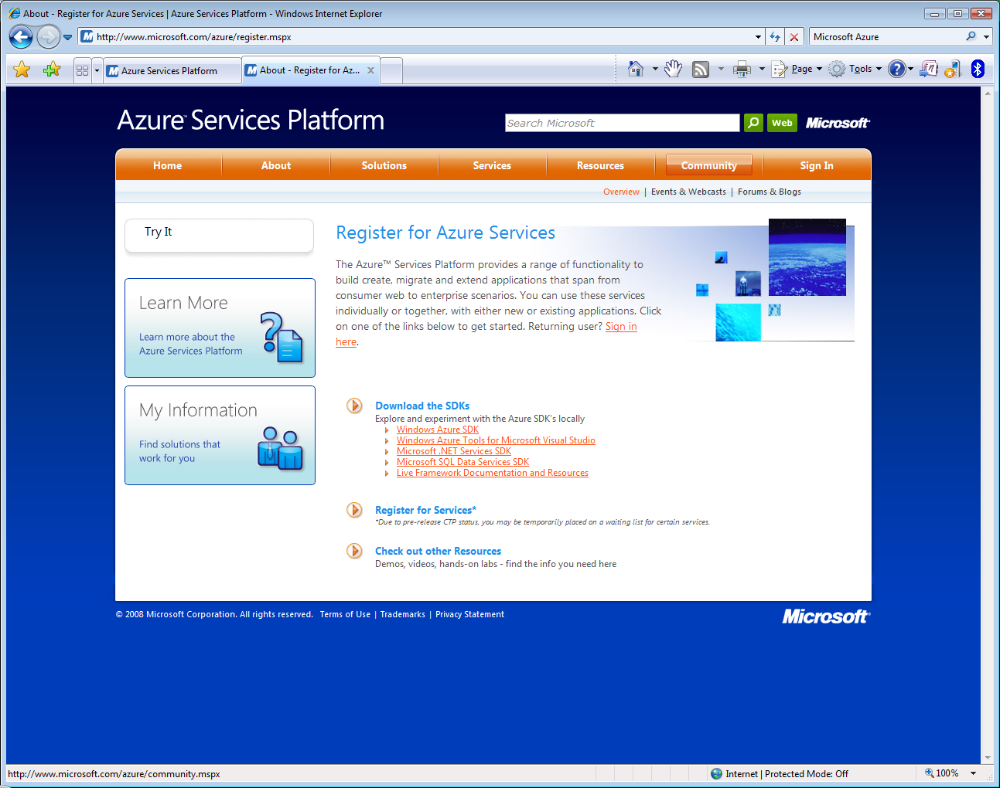 About - Register for Azure Services | Azure Services Platform - Windows Internet Explorer
http://www.microsoft.com/azure/register.mspx
Microsoft Azure
Azure Services Platform
About - Register for Az...
Page
Tools
Azure™ Services Platform
Search Microsoft
Web
Microsoft®
Home
About
Solutions
Services
Resources
Community
Sign In
Overview | Events & Webcasts | Forums & Blogs
Try It
Learn More
Learn more about the
Azure Services Platform
My Information
Find solutions that
work for you
Register for Azure Services
The Azure™ Services Platform provides a range of functionality to
build create, migrate and extend applications that span from
consumer web to enterprise scenarios. You can use these services
individually or together, with either new or existing applications. Click
on one of the links below to get started. Returning user? Sign in
here.
Download the SDKs
Explore and experiment with the Azure SDK's locally
Windows Azure SDK
Windows Azure Tools for Microsoft Visual Studio
Microsoft .NET Services SDK
Microsoft SQL Data Services SDK
Live Framework Documentation and Resources
Register for Services*
*Due to pre-release CTP status, you may be temporarily placed on a waiting list for certain services.
Check out other Resources
Demos, videos, hands-on labs - find the info you need here
© 2008 Microsoft Corporation. All rights reserved. Terms of Use | Trademarks | Privacy Statement
Microsoft®
http://www.microsoft.com/azure/community.mspx
Internet | Protected Mode: Off
100%